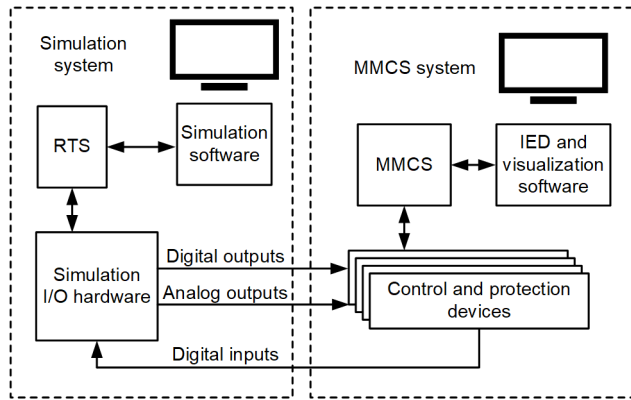 Simulation
system
RTS
Simulation
software
Simulation
I/O hardware
Digital outputs
Analog outputs
Digital inputs
MMCS system
MMCS
IED and
visualization
software
Control and protection
devices